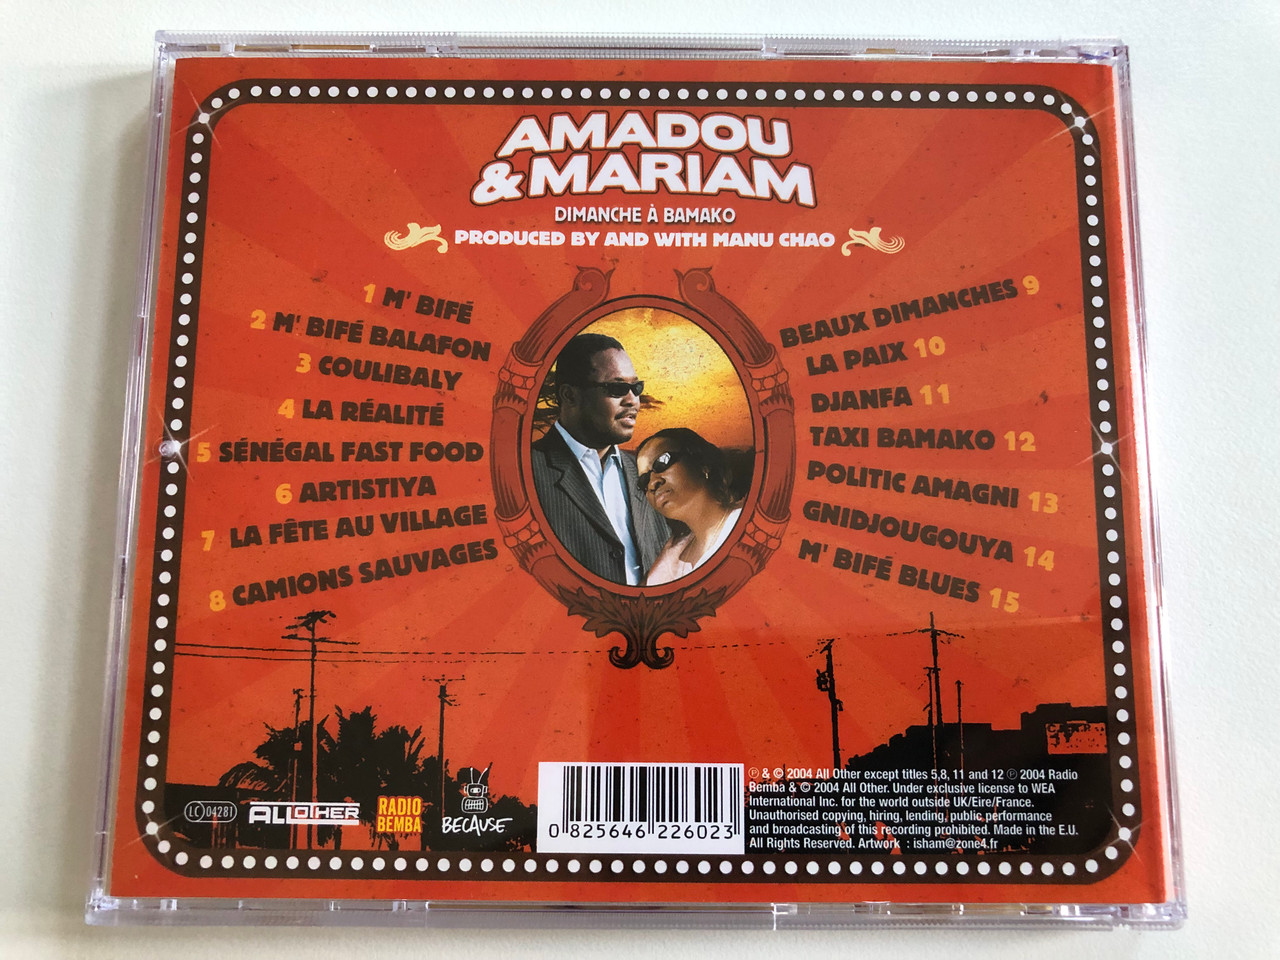 AMADOU
& MARIAM
DIMANCHE À BAMAKO
PRODUCED BY AND WITH MANU CHAO
1 M' BIFÉ
2 M' BIFÉ BALAFON
3 COULIBALY
4 LA RÉALITÉ
5 SÉNÉGAL FAST FOOD
6 ARTISTIYA
7 LA FÊTE AU VILLAGE
8 CAMIONS SAUVAGES
BEAUX DIMANCHES 9
LA PAIX 10
DJANFA 11
TAXI BAMAKO 12
POLITIC AMAGNI 13
GNIDJOUGOUYA 14
M' BIFÉ BLUES 15
LC 04281
ALL OTHER
RADIO
BEMBA
BECAUSE
0 825646 226023
℗ & © 2004 All Other except titles 5,8, 11 and 12 ℗ 2004 Radio
Bemba & © 2004 All Other. Under exclusive license to WEA
International Inc. for the world outside UK/Eire/France.
Unauthorised copying, hiring, lending, public performance
and broadcasting of this recording prohibited. Made in the E.U.
All Rights Reserved. Artwork : isham@zone4.fr